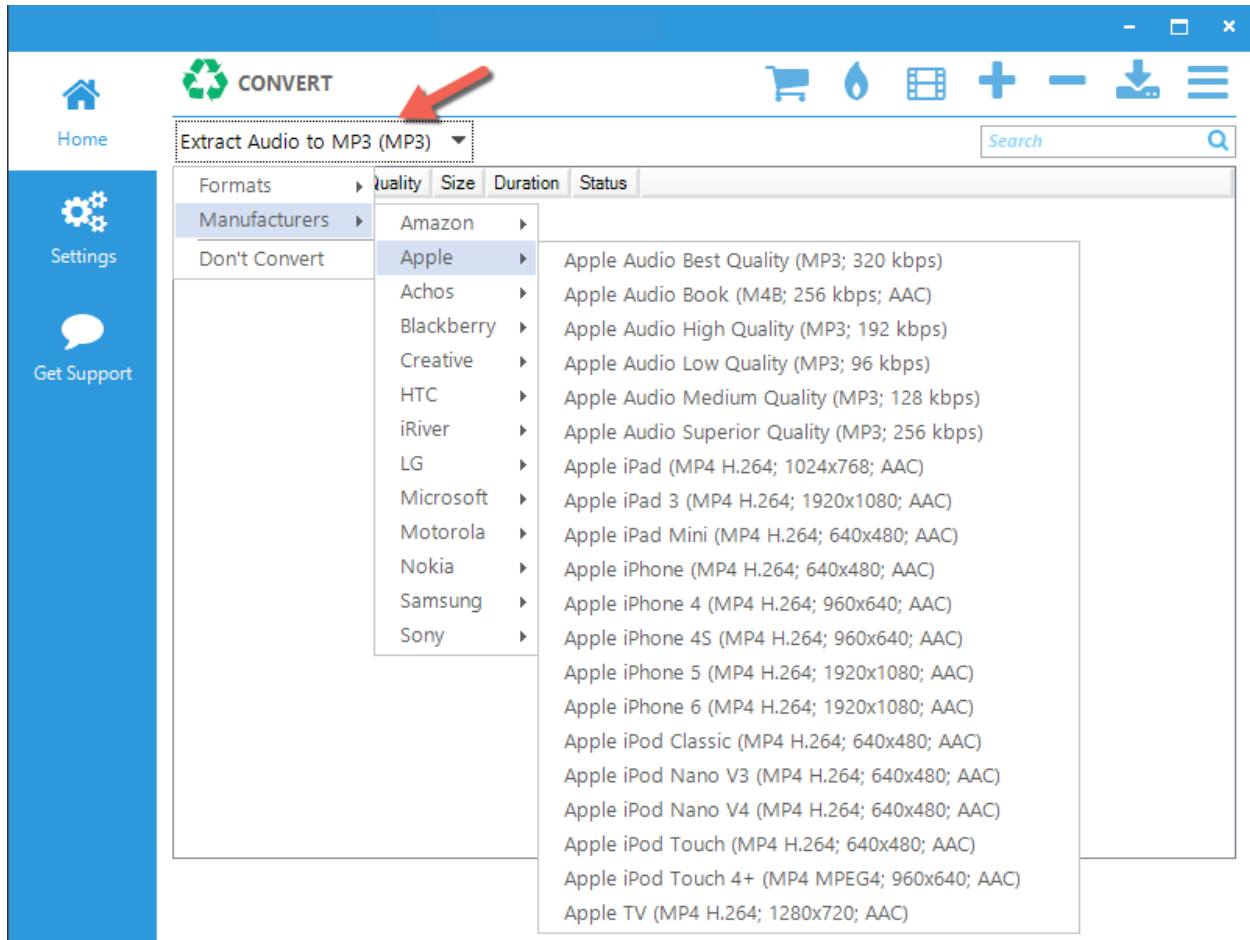 CONVERT
Home
Extract Audio to MP3 (MP3)
Search
Formats
uality Size Duration Status
Manufacturers
Don't Convert
Settings
Get Support
Amazon
Apple
Achos
Blackberry
Creative
HTC
iRiver
LG
Microsoft
Motorola
Nokia
Samsung
Sony
Apple Audio Best Quality (MP3; 320 kbps)
Apple Audio Book (M4B; 256 kbps; AAC)
Apple Audio High Quality (MP3; 192 kbps)
Apple Audio Low Quality (MP3; 96 kbps)
Apple Audio Medium Quality (MP3; 128 kbps)
Apple Audio Superior Quality (MP3; 256 kbps)
Apple iPad (MP4 H.264; 1024x768; AAC)
Apple iPad 3 (MP4 H.264; 1920x1080; AAC)
Apple iPad Mini (MP4 H.264; 640x480; AAC)
Apple iPhone (MP4 H.264; 640x480; AAC)
Apple iPhone 4 (MP4 H.264; 960x640; AAC)
Apple iPhone 4S (MP4 H.264; 960x640; AAC)
Apple iPhone 5 (MP4 H.264; 1920x1080; AAC)
Apple iPhone 6 (MP4 H.264; 1920x1080; AAC)
Apple iPod Classic (MP4 H.264; 640x480; AAC)
Apple iPod Nano V3 (MP4 H.264; 640x480; AAC)
Apple iPod Nano V4 (MP4 H.264; 640x480; AAC)
Apple iPod Touch (MP4 H.264; 640x480; AAC)
Apple iPod Touch 4+ (MP4 MPEG4; 960x640; AAC)
Apple TV (MP4 H.264; 1280x720; AAC)